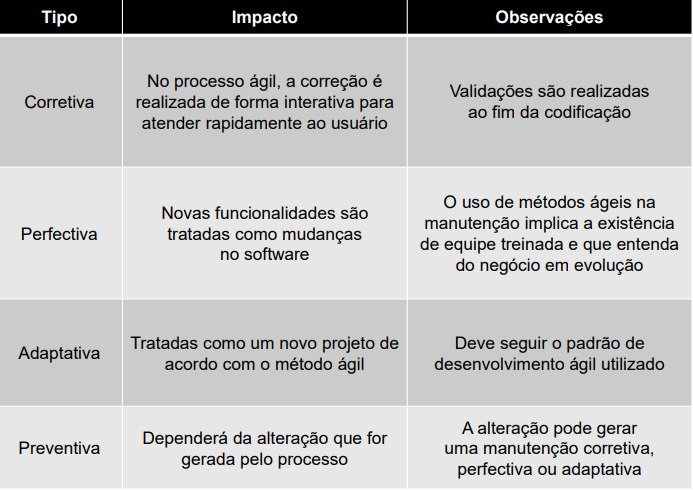 Tipo
Impacto
Observações
Corretiva
No processo ágil, a correção é
realizada de forma interativa para
atender rapidamente ao usuário
Validações são realizadas
ao fim da codificação
Perfectiva
Novas funcionalidades são
tratadas como mudanças
no software
O uso de métodos ágeis na
manutenção implica a existência
de equipe treinada e que entenda
do negócio em evolução
Adaptativa
Tratadas como um novo projeto de
acordo com o método ágil
Deve seguir o padrão de
desenvolvimento ágil utilizado
Preventiva
Dependerá da alteração que for
gerada pelo processo
A alteração pode gerar
uma manutenção corretiva,
perfectiva ou adaptativa